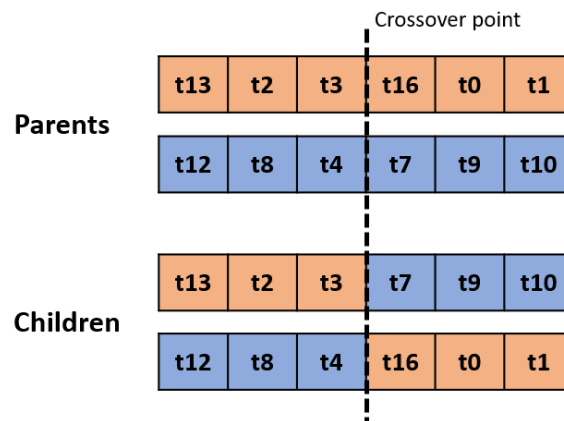 Crossover point
t13 t2 t3 t16 t0 t1
Parents
t12 t8 t4 t7 t9 t10
t13 t2 t3 t7 t9 t10
Children
t12 t8 t4 t16 t0 t1